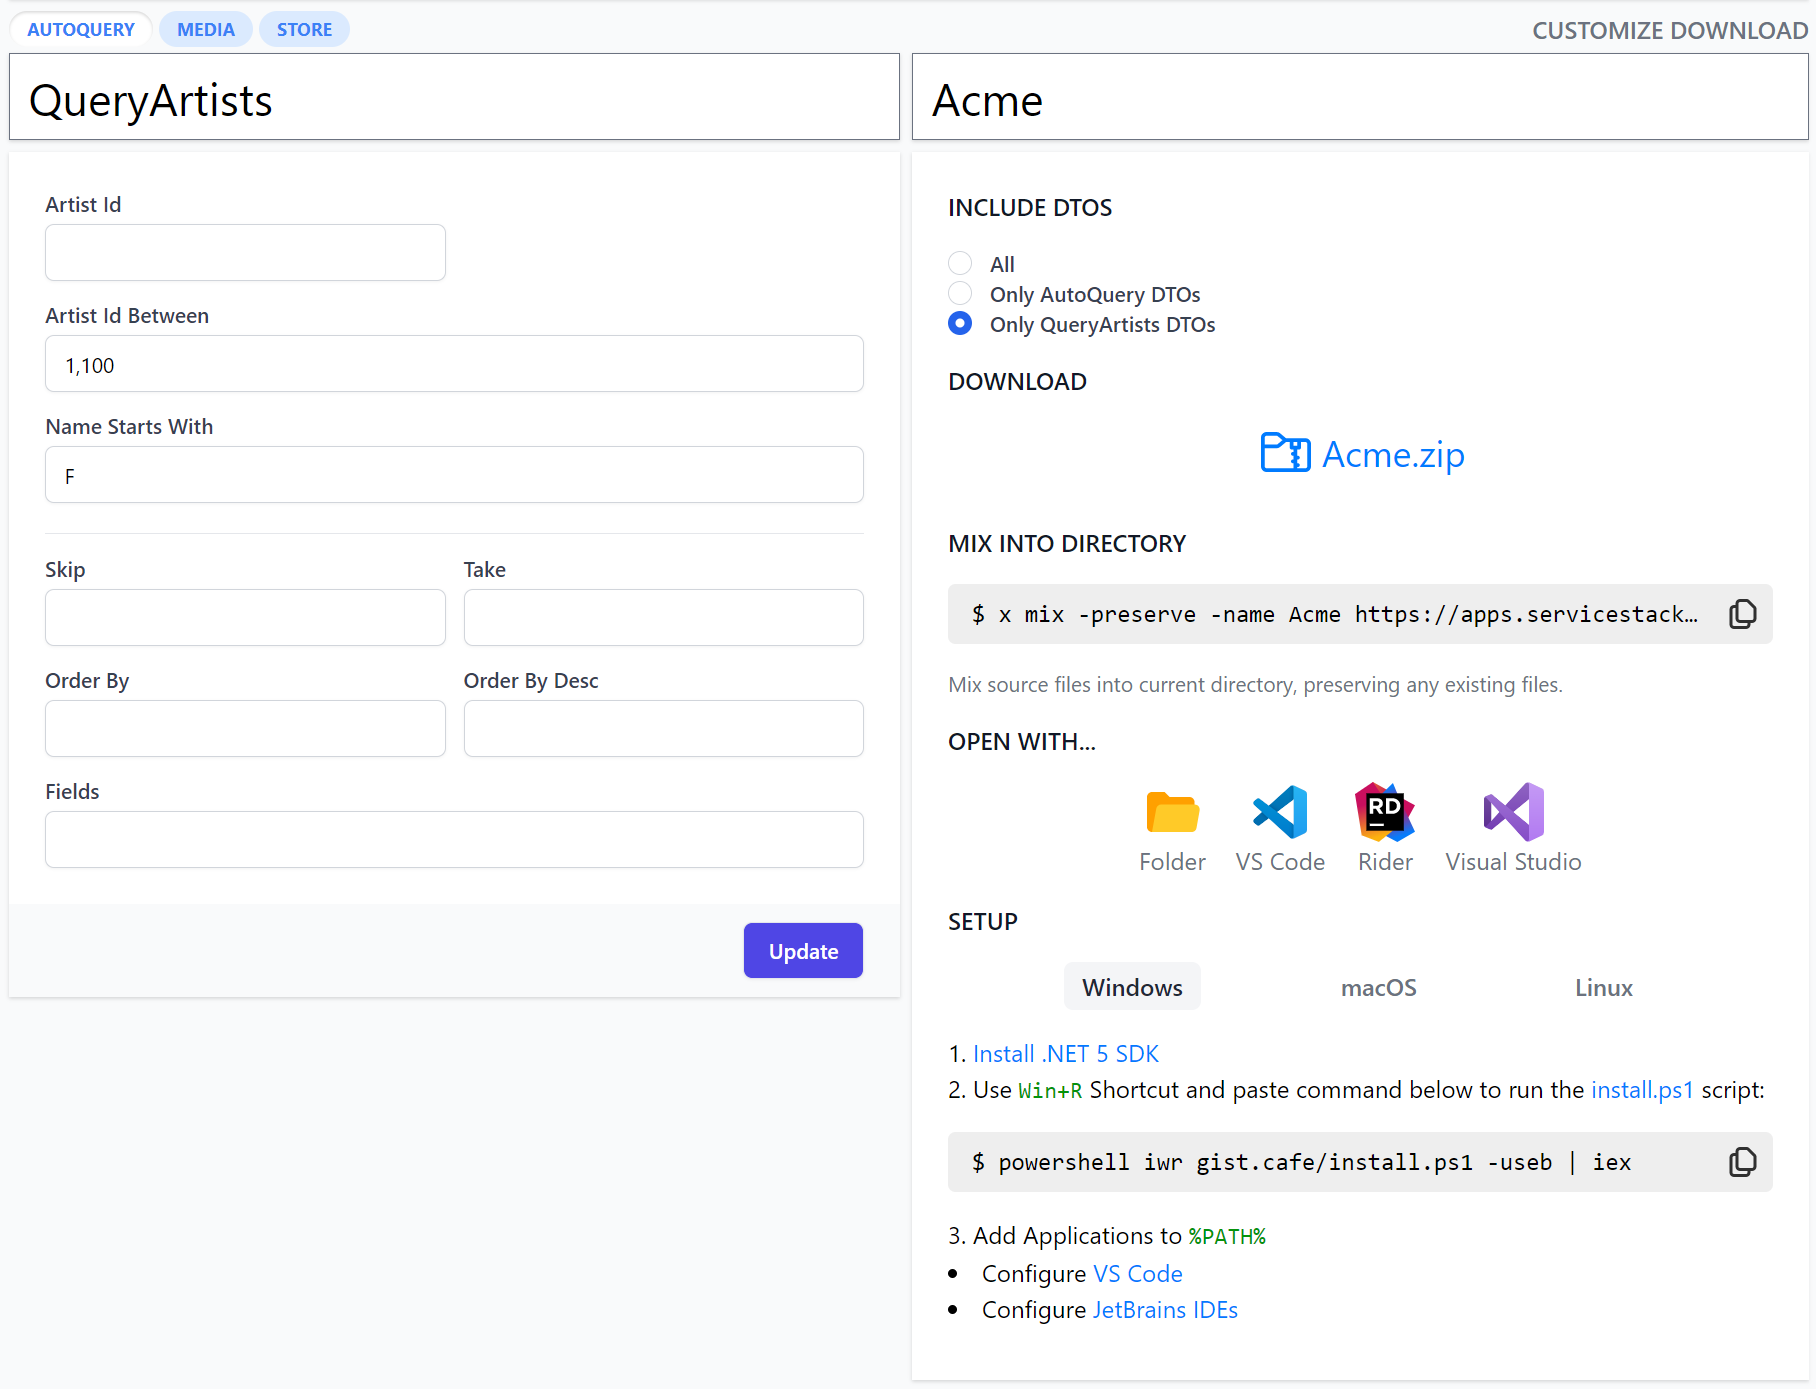 AUTOQUERY MEDIA STORE
CUSTOMIZE DOWNLOAD
QueryArtists
Artist Id
Artist Id Between
1,100
Name Starts With
F
Skip Take
Order By Order By Desc
Fields
Update
Acme
INCLUDE DTOS
All
Only AutoQuery DTOs
Only QueryArtists DTOs
DOWNLOAD
Acme.zip
MIX INTO DIRECTORY
$ x mix -preserve -name Acme https://apps.servicestack…
Mix source files into current directory, preserving any existing files.
OPEN WITH...
RD
Folder VS Code Rider Visual Studio
SETUP
Windows macOS Linux
1. Install .NET 5 SDK
2. Use Win+R Shortcut and paste command below to run the install.ps1 script:
$ powershell iwr gist.cafe/install.ps1 -useb | iex
3. Add Applications to %PATH%
• Configure VS Code
• Configure JetBrains IDEs